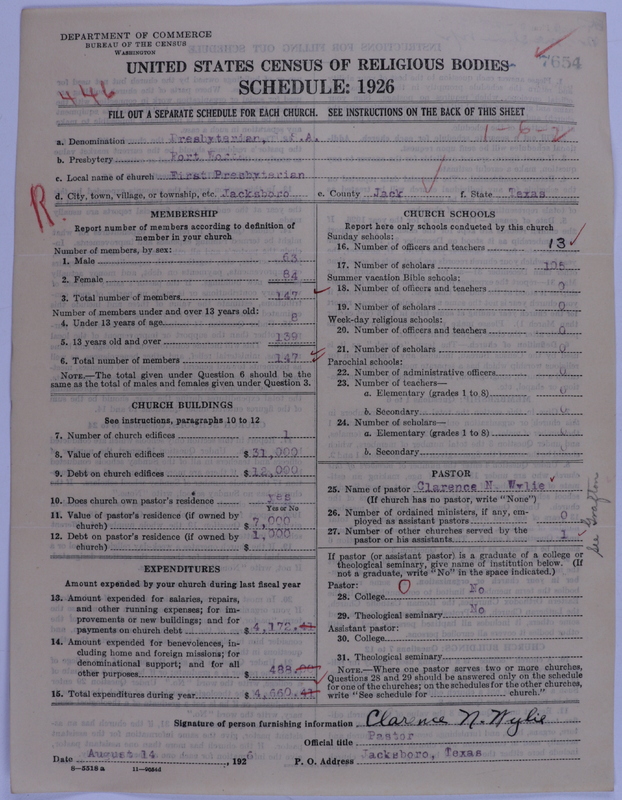 DEPARTMENT OF COMMERCE
BUREAU OF THE CENSUS
WASHINGTON
UNITED STATES CENSUS OF RELIGIOUS BODIES
7654
SCHEDULE: 1926
446
FILL OUT A SEPARATE SCHEDULE FOR EACH CHURCH. SEE INSTRUCTIONS ON THE BACK OF THIS SHEET
1-6-2
a. Denomination Presbyterian, U.S.A.
b. Presbytery Fort Worth
c. Local name of church First Presbyterian
R
d. City, town, village, or township, etc. Jacksboro e. County Jack f. State Texas
MEMBERSHIP
Report number of members according to definition of
member in your church
Number of members, by sex:
1. Male 63
2. Female 84
3. Total number of members 147
Number of members under and over 13 years old:
4. Under 13 years of age 8
5. 13 years old and over 139
6. Total number of members 147
NOTE.—The total given under Question 6 should be
same as the total of males and females given under Question 3.
CHURCH BUILDINGS
See instructions, paragraphs 10 to 12
7. Number of church edifices 1
8. Value of church edifices $ 31,000
9. Debt on church edifices $ 12,000
10. Does church own pastor's residence yes
Yes or No
11. Value of pastor's residence (if owned by
church) $ 7,000
12. Debt on pastor's residence (if owned by
church) $ 1,000
EXPENDITURES
Amount expended by your church during last fiscal year
13. Amount expended for salaries, repairs,
and other running expenses; for im-
provements or new buildings; and for
payments on church debt $ 4,172.41
14. Amount expended for benevolences, in-
cluding home and foreign missions; for
denominational support; and for all
other purposes $ 488.00
15. Total expenditures during year $ 4,660.41
CHURCH SCHOOLS
Report here only schools conducted by this church
Sunday schools:
16. Number of officers and teachers 13
17. Number of scholars 105
Summer vacation Bible schools:
18. Number of officers and teachers 0
19. Number of scholars 0
Week-day religious schools:
20. Number of officers and teachers 0
21. Number of scholars 0
Parochial schools:
22. Number of administrative officers 0
23. Number of teachers—
a. Elementary (grades 1 to 8) 0
b. Secondary 0
24. Number of scholars—
a. Elementary (grades 1 to 8) 0
b. Secondary 0
PASTOR
25. Name of pastor Clarence N. Wylie
(If church has no pastor, write "None")
26. Number of ordained ministers, if any, em-
ployed as assistant pastors 0
27. Number of other churches served by the
pastor or his assistants 1
See Grafton
If pastor (or assistant pastor) is a graduate of a college or
theological seminary, give name of institution below. (If
not a graduate, write "No" in the space indicated.)
Pastor: 0
28. College No
29. Theological seminary No
Assistant pastor:
30. College
31. Theological seminary
NOTE.—Where one pastor serves two or more churches,
Questions 28 and 29 should be answered only on the schedule
for one of the churches; on the schedules for the other churches,
write "See schedule for church."
Signature of person furnishing information Clarence N. Wylie
Official title Pastor
Date August 14, 1926 P. O. Address Jacksboro, Texas
8-5518a 11-9056d